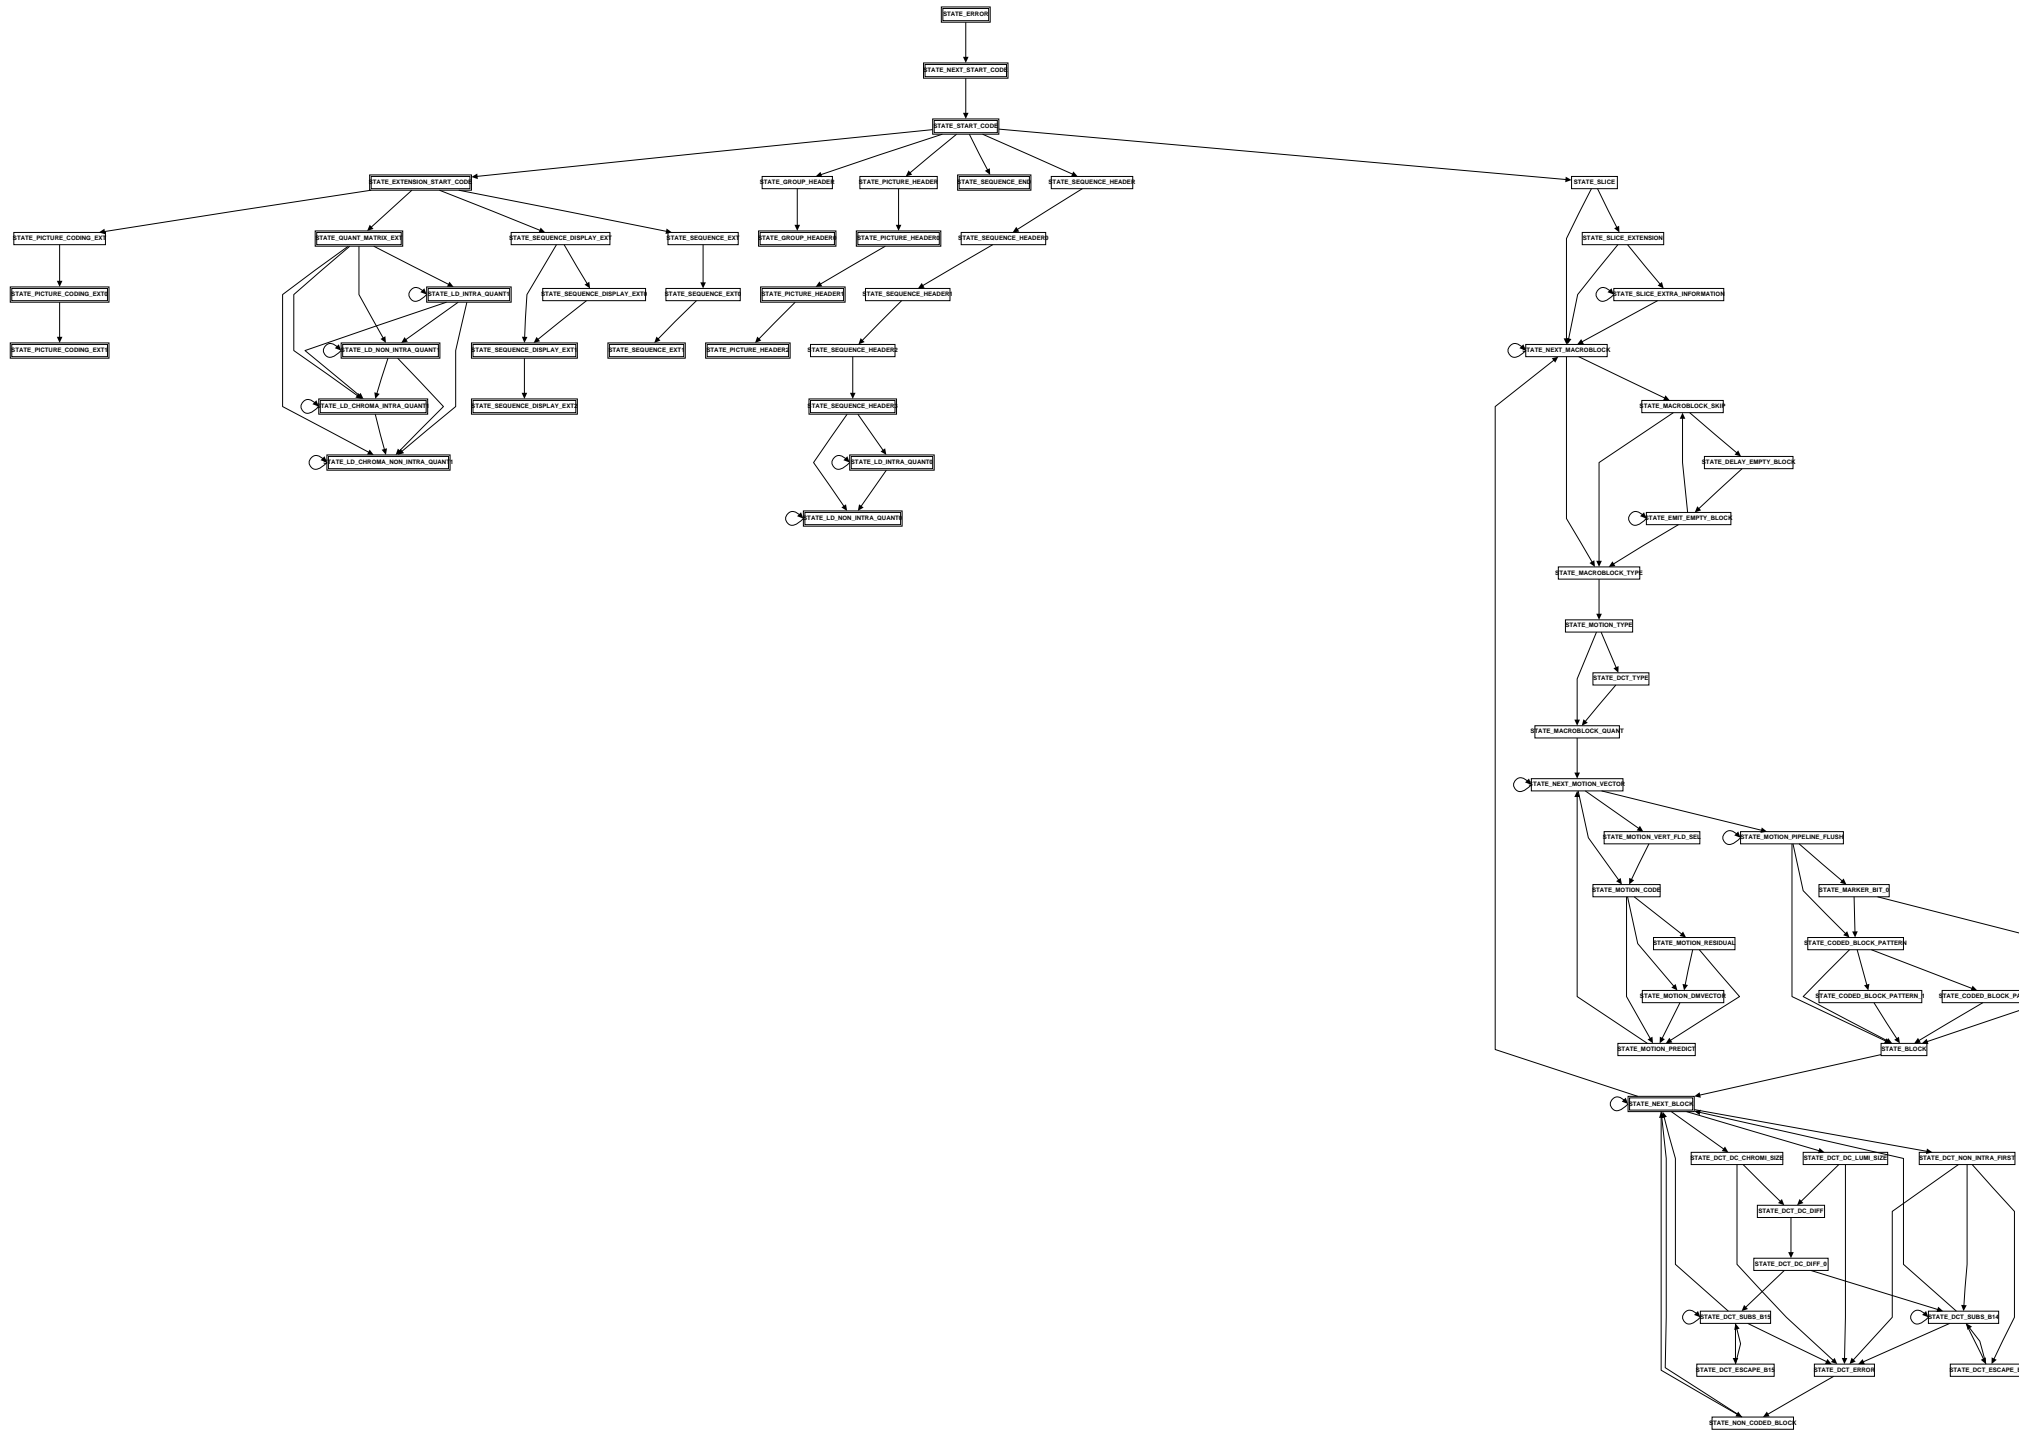 STATE_ERROR
STATE_NEXT_START_CODE
STATE_START_CODE
STATE_EXTENSION_START_CODE
STATE_GROUP_HEADER
STATE_PICTURE_HEADER
STATE_SEQUENCE_END
STATE_SEQUENCE_HEADER
STATE_SLICE
STATE_PICTURE_CODING_EXT
STATE_QUANT_MATRIX_EXT
STATE_SEQUENCE_DISPLAY_EXT
STATE_SEQUENCE_EXT
STATE_GROUP_HEADER0
STATE_PICTURE_HEADER0
STATE_SEQUENCE_HEADER0
STATE_SLICE_EXTENSION
STATE_PICTURE_CODING_EXT0
STATE_LD_INTRA_QUANT1
STATE_SEQUENCE_DISPLAY_EXT0
STATE_SEQUENCE_EXT0
STATE_PICTURE_HEADER1
STATE_SEQUENCE_HEADER1
STATE_SLICE_EXTRA_INFORMATION
STATE_PICTURE_CODING_EXT1
STATE_LD_NON_INTRA_QUANT1
STATE_SEQUENCE_DISPLAY_EXT1
STATE_SEQUENCE_EXT1
STATE_PICTURE_HEADER2
STATE_SEQUENCE_HEADER2
STATE_NEXT_MACROBLOCK
STATE_LD_CHROMA_INTRA_QUANT1
STATE_SEQUENCE_DISPLAY_EXT2
STATE_SEQUENCE_HEADER3
STATE_MACROBLOCK_SKIP
STATE_LD_CHROMA_NON_INTRA_QUANT1
STATE_LD_INTRA_QUANT0
STATE_DELAY_EMPTY_BLOCK
STATE_LD_NON_INTRA_QUANT0
STATE_EMIT_EMPTY_BLOCK
STATE_MACROBLOCK_TYPE
STATE_MOTION_TYPE
STATE_DCT_TYPE
STATE_MACROBLOCK_QUANT
STATE_NEXT_MOTION_VECTOR
STATE_MOTION_VERT_FLD_SEL
STATE_MOTION_PIPELINE_FLUSH
STATE_MOTION_CODE
STATE_MARKER_BIT_0
STATE_MOTION_RESIDUAL
STATE_CODED_BLOCK_PATTERN
STATE_MOTION_DMVECTOR
STATE_CODED_BLOCK_PATTERN_1
STATE_CODED_BLOCK_PA
STATE_MOTION_PREDICT
STATE_BLOCK
STATE_NEXT_BLOCK
STATE_DCT_DC_CHROMI_SIZE
STATE_DCT_DC_LUMI_SIZE
STATE_DCT_NON_INTRA_FIRST
STATE_DCT_DC_DIFF
STATE_DCT_DC_DIFF_0
STATE_DCT_SUBS_B15
STATE_DCT_SUBS_B14
STATE_DCT_ESCAPE_B15
STATE_DCT_ERROR
STATE_DCT_ESCAPE_
STATE_NON_CODED_BLOCK